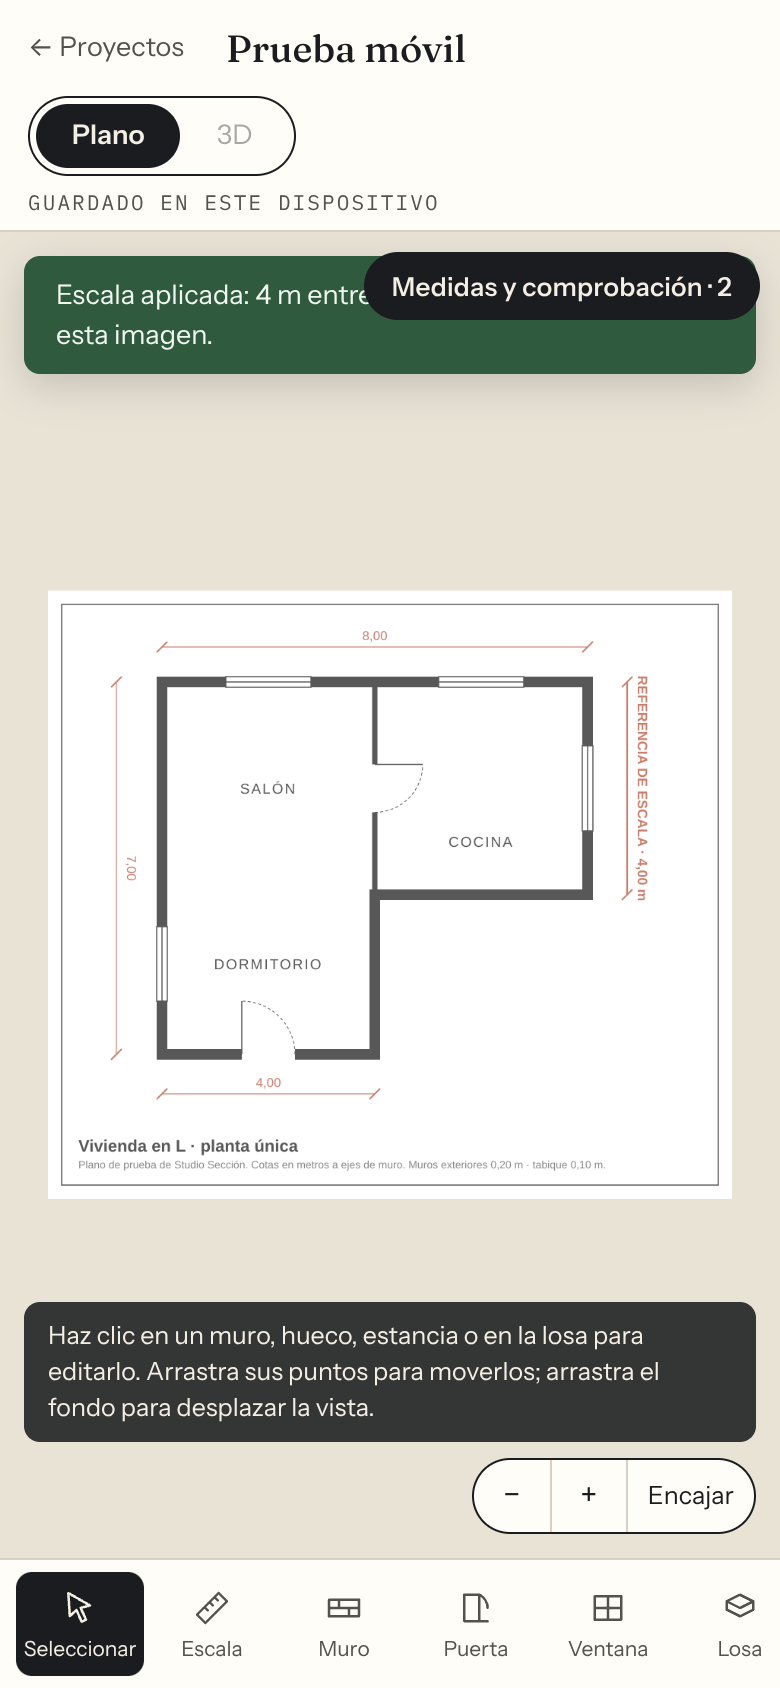 ← Proyectos
Prueba móvil
Plano
3D
GUARDADO EN ESTE DISPOSITIVO
Escala aplicada: 4 m entre
Medidas y comprobación · 2
esta imagen.
8,00
REFERENCIA DE ESCALA · 4,00 m
SALÓN
COCINA
7,00
DORMITORIO
4,00
Vivienda en L · planta única
Plano de prueba de Studio Sección. Cotas en metros a ejes de muro. Muros exteriores 0,20 m · tabique 0,10 m.
Haz clic en un muro, hueco, estancia o en la losa para
editarlo. Arrastra sus puntos para moverlos; arrastra el
fondo para desplazar la vista.
− + Encajar
Seleccionar
Escala
Muro
Puerta
Ventana
Losa